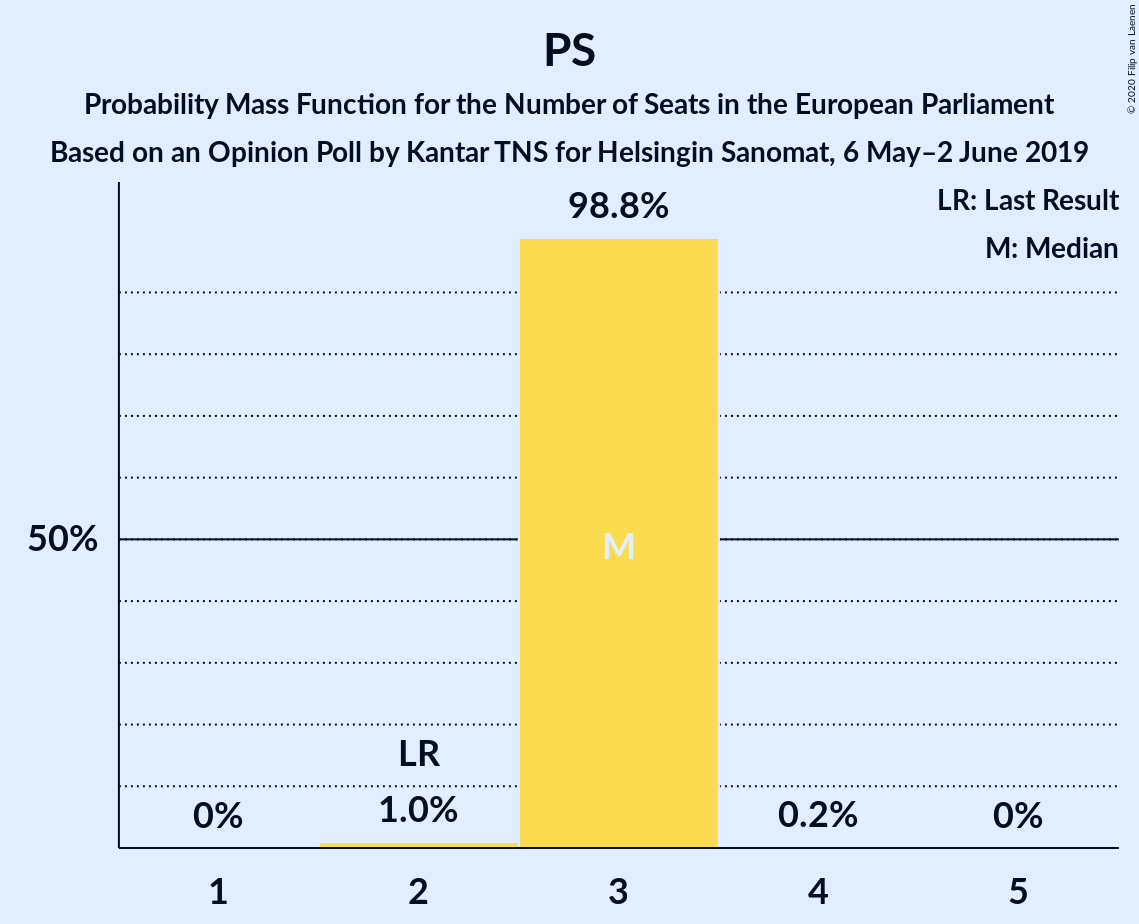 PS
Probability Mass Function for the Number of Seats in the European Parliament
Based on an Opinion Poll by Kantar TNS for Helsingin Sanomat, 6 May–2 June 2019
© 2020 Filip van Laenen
LR: Last Result
M: Median
98.8%
50%
M
LR
0%
1.0%
0.2%
0%
1
2
3
4
5